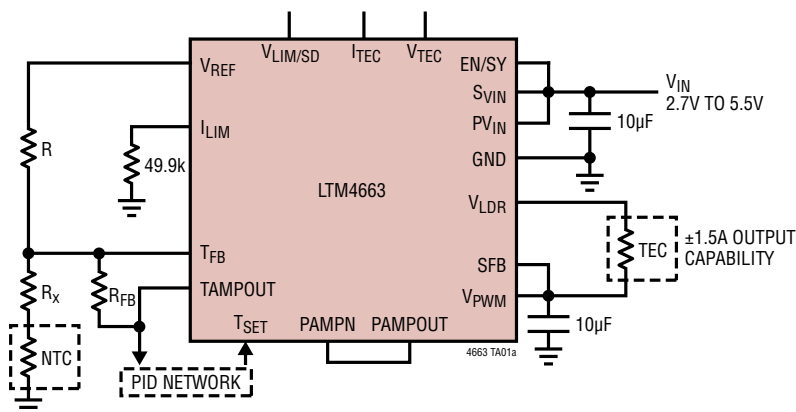 V_LIM/SD I_TEC V_TEC
V_REF
EN/SY
S_VIN
V_IN
2.7V TO 5.5V
PV_IN
10µF
I_LIM
R
49.9k
GND
LTM4663
V_LDR
T_FB
TEC
±1.5A OUTPUT
CAPABILITY
R_X
R_FB
TAMPOUT
SFB
V_PWM
T_SET
PAMPN PAMPOUT
10µF
NTC
4663 TA01a
PID NETWORK